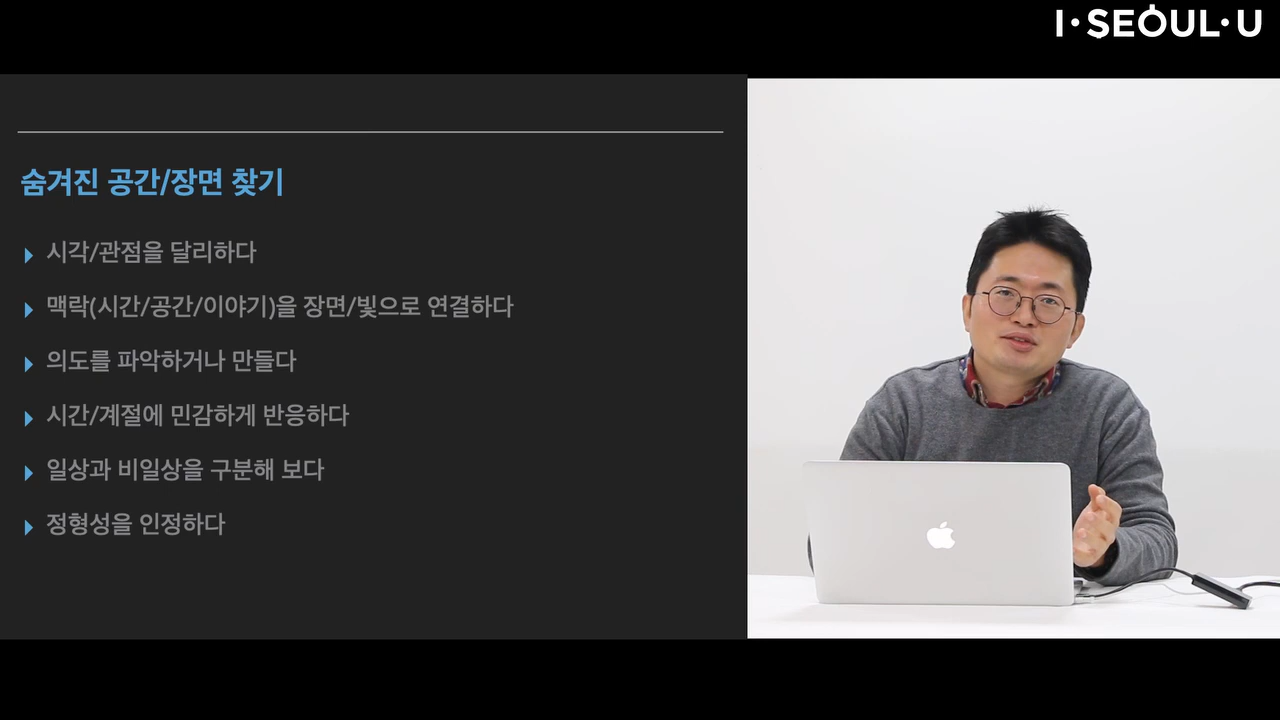 I·SEOUL·U
숨겨진 공간/장면 찾기
시각/관점을 달리하다
맥락(시간/공간/이야기)을 장면/빛으로 연결하다
의도를 파악하거나 만들다
시간/계절에 민감하게 반응하다
일상과 비일상을 구분해 보다
정형성을 인정하다